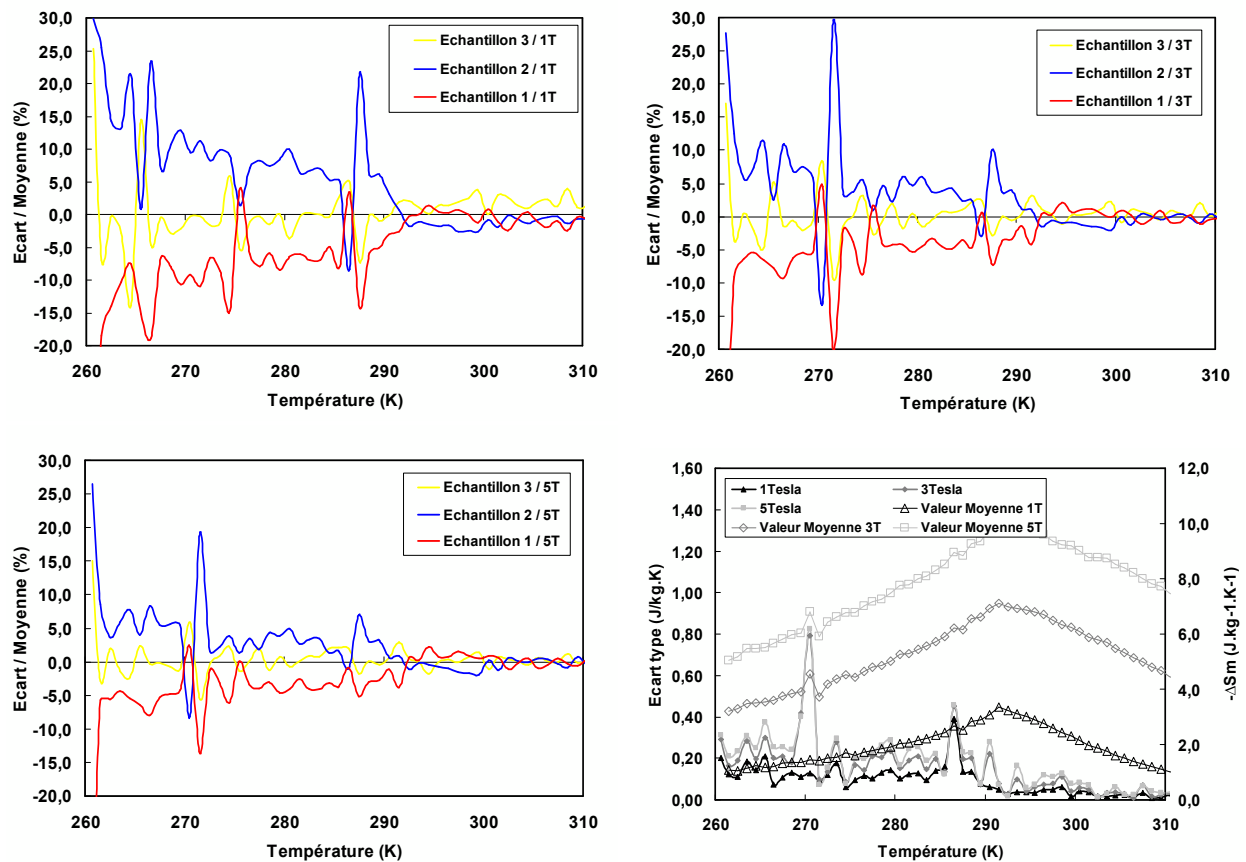 30,0
25,0
20,0
15,0
10,0
5,0
0,0
-5,0
-10,0
-15,0
-20,0
Ecart / Moyenne (%)
Echantillon 3 / 1T
Echantillon 2 / 1T
Echantillon 1 / 1T
260 270 280 290 300 310
Température (K)
30,0
25,0
20,0
15,0
10,0
5,0
0,0
-5,0
-10,0
-15,0
-20,0
Ecart / Moyenne (%)
Echantillon 3 / 3T
Echantillon 2 / 3T
Echantillon 1 / 3T
260 270 280 290 300 310
Température (K)
30,0
25,0
20,0
15,0
10,0
5,0
0,0
-5,0
-10,0
-15,0
-20,0
Ecart / Moyenne (%)
Echantillon 3 / 5T
Echantillon 2 / 5T
Echantillon 1 / 5T
260 270 280 290 300 310
Température (K)
1,60
1,40
1,20
1,00
0,80
0,60
0,40
0,20
0,00
Ecart type (J/kg.K)
1Tesla 3Tesla
5Tesla Valeur Moyenne 1T
Valeur Moyenne 3T Valeur Moyenne 5T
12,0
10,0
8,0
6,0
4,0
2,0
0,0
-ΔSm (J.kg-1.K-1)
260 270 280 290 300 310
Température (K)